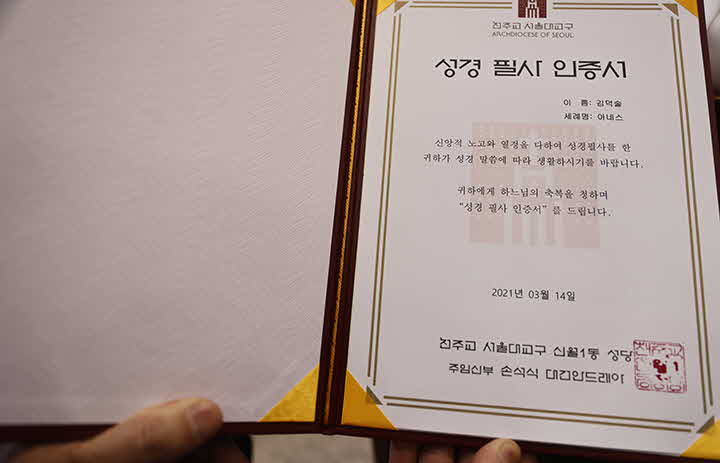 천주교 서울대교구
ARCHDIOCESE OF SEOUL
성경 필사 인증서
이 름: 김덕술
세례명: 아네스
신앙적 노고와 열정을 다하여 성경필사를 한
귀하가 성경 말씀에 따라 생활하시기를 바랍니다.
귀하에게 하느님의 축복을 청하며
"성경 필사 인증서" 를 드립니다.
2021년 03월 14일
천주교 서울대교구 신월1동 성당
주임신부 손석식 대건안드레아